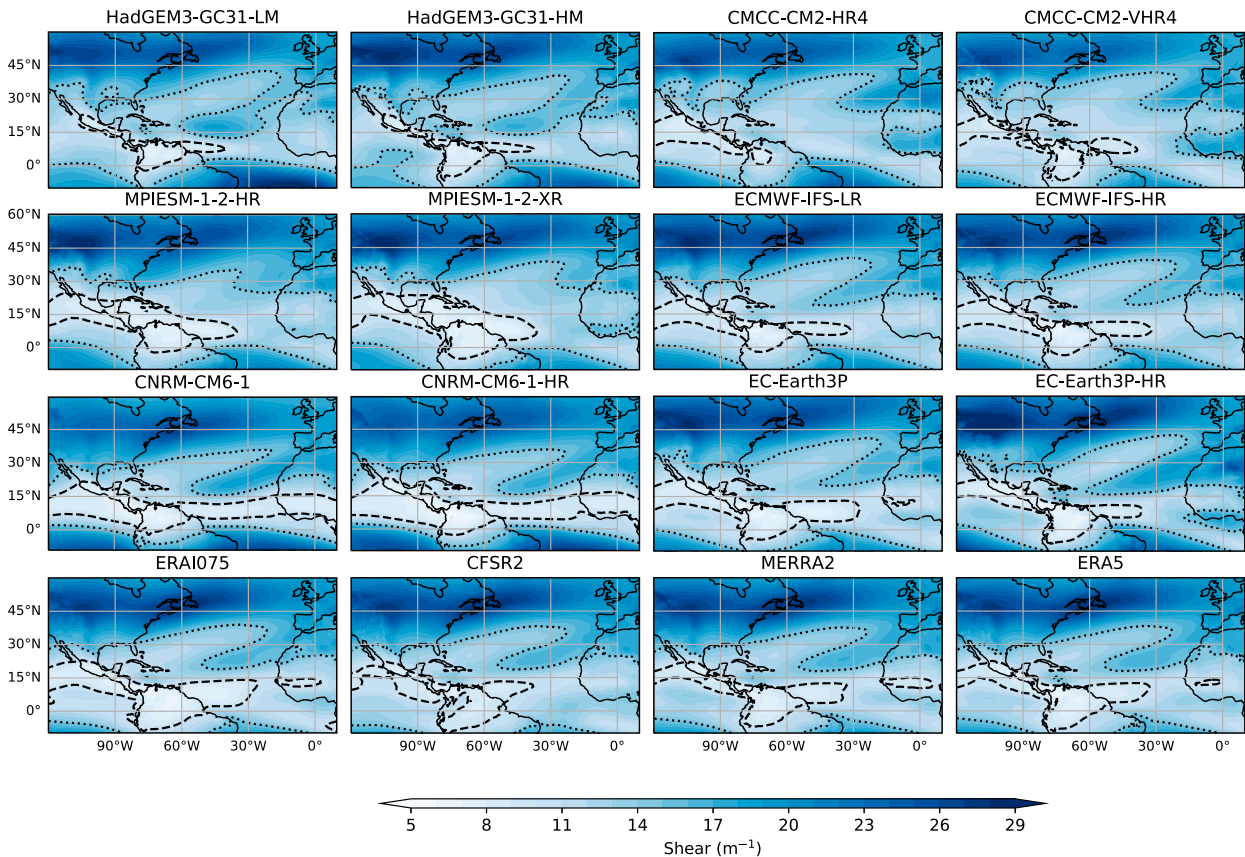 HadGEM3-GC31-LM HadGEM3-GC31-HM CMCC-CM2-HR4 CMCC-CM2-VHR4
45°N
30°N
15°N
0°
MPIESM-1-2-HR MPIESM-1-2-XR ECMWF-IFS-LR ECMWF-IFS-HR
60°N
45°N
30°N
15°N
0°
CNRM-CM6-1 CNRM-CM6-1-HR EC-Earth3P EC-Earth3P-HR
45°N
30°N
15°N
0°
ERAI075 CFSR2 MERRA2 ERA5
45°N
30°N
15°N
0°
90°W 60°W 30°W 0° 90°W 60°W 30°W 0° 90°W 60°W 30°W 0° 90°W 60°W 30°W 0°
5 8 11 14 17 20 23 26 29
Shear (m⁻¹)